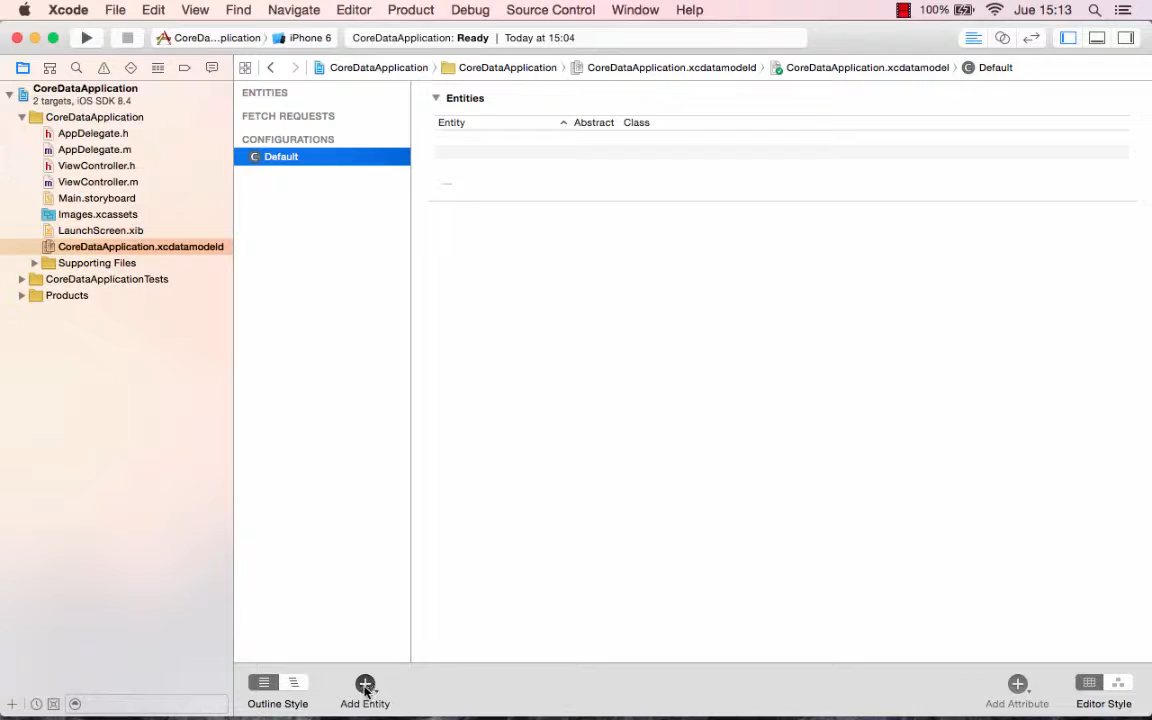 Xcode File Edit View Find Navigate Editor Product Debug Source Control Window Help 100% Jue 15:13
CoreDa...plication iPhone 6 CoreDataApplication: Ready | Today at 15:04
CoreDataApplication CoreDataApplication CoreDataApplication.xcdatamodeld CoreDataApplication.xcdatamodel C Default
CoreDataApplication
2 targets, iOS SDK 8.4
CoreDataApplication
h AppDelegate.h
m AppDelegate.m
h ViewController.h
m ViewController.m
Main.storyboard
Images.xcassets
LaunchScreen.xib
CoreDataApplication.xcdatamodeld
Supporting Files
CoreDataApplicationTests
Products
ENTITIES
FETCH REQUESTS
CONFIGURATIONS
C Default
Entities
Entity Abstract Class
Outline Style Add Entity Add Attribute Editor Style